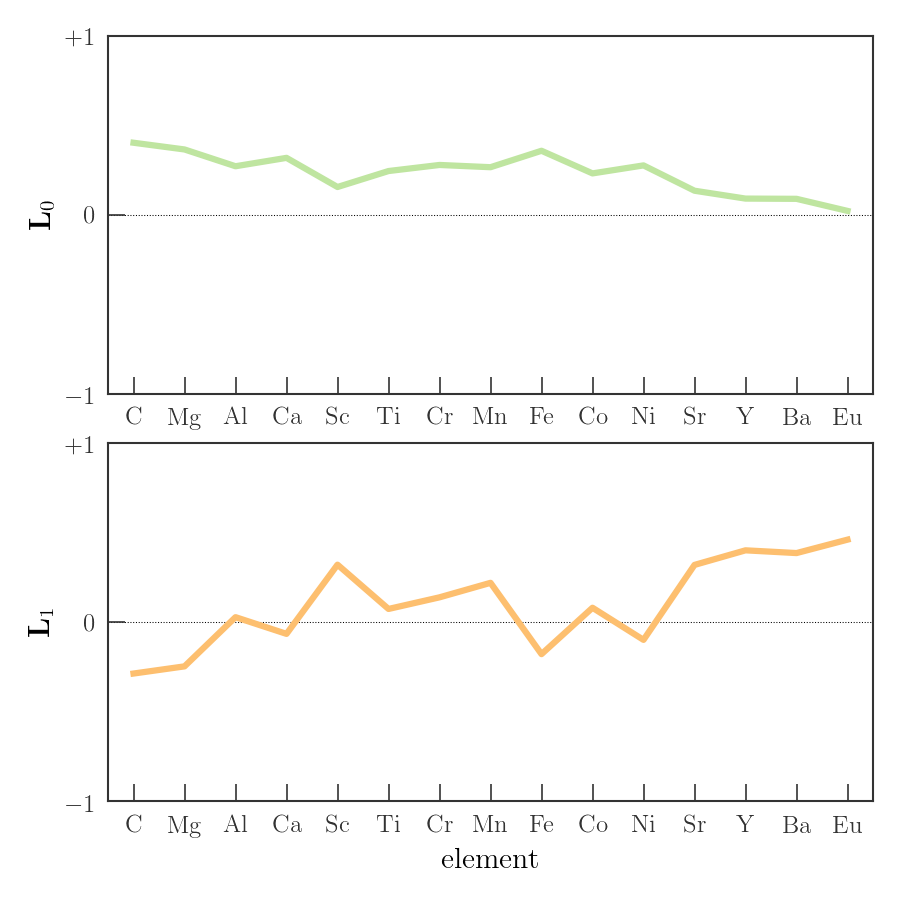 +1
L₀
0
−1
C Mg Al Ca Sc Ti Cr Mn Fe Co Ni Sr Y Ba Eu
+1
L₁
0
−1
C Mg Al Ca Sc Ti Cr Mn Fe Co Ni Sr Y Ba Eu
element